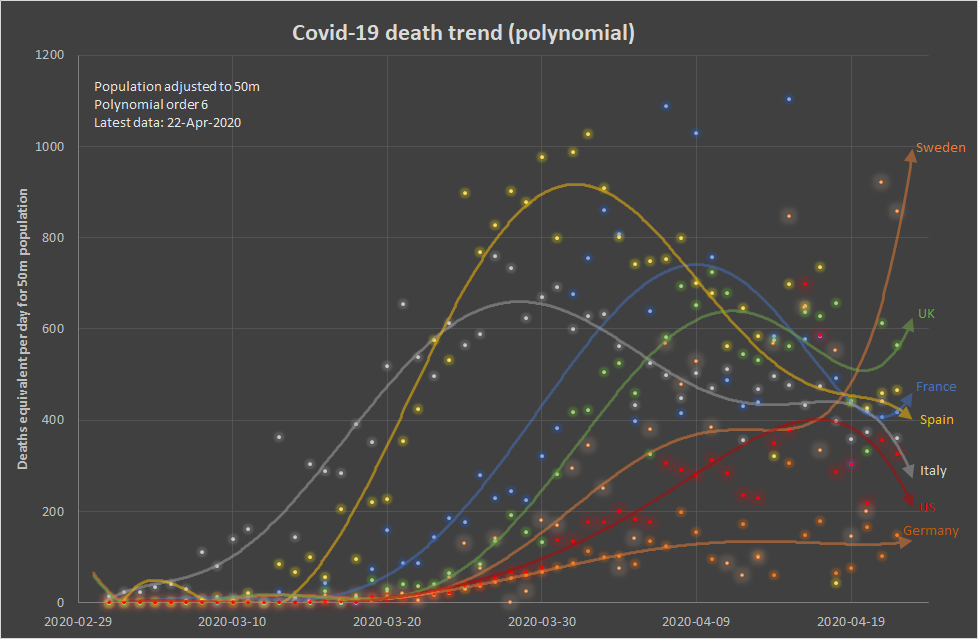 Covid-19 death trend (polynomial)
1200
Population adjusted to 50m
Polynomial order 6
Latest data: 22-Apr-2020
1000
Sweden
Deaths equivalent per day for 50m population
800
600
UK
France
400
Spain
Italy
200
US
Germany
0
2020-02-29 2020-03-10 2020-03-20 2020-03-30 2020-04-09 2020-04-19